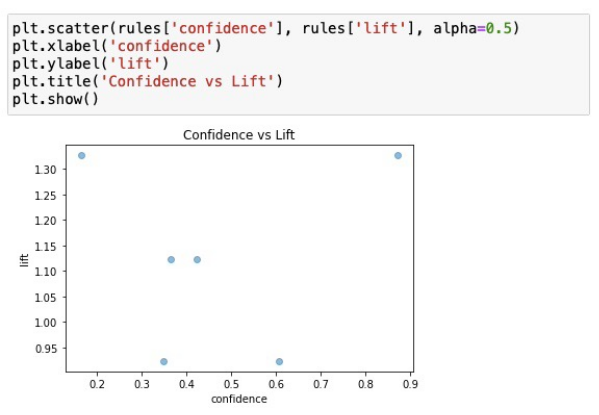 plt.scatter(rules['confidence'], rules['lift'], alpha=0.5)
plt.xlabel('confidence')
plt.ylabel('lift')
plt.title('Confidence vs Lift')
plt.show()
Confidence vs Lift
1.30
1.25
1.20
1.15
1.10
1.05
1.00
0.95
lift
0.2 0.3 0.4 0.5 0.6 0.7 0.8 0.9
confidence